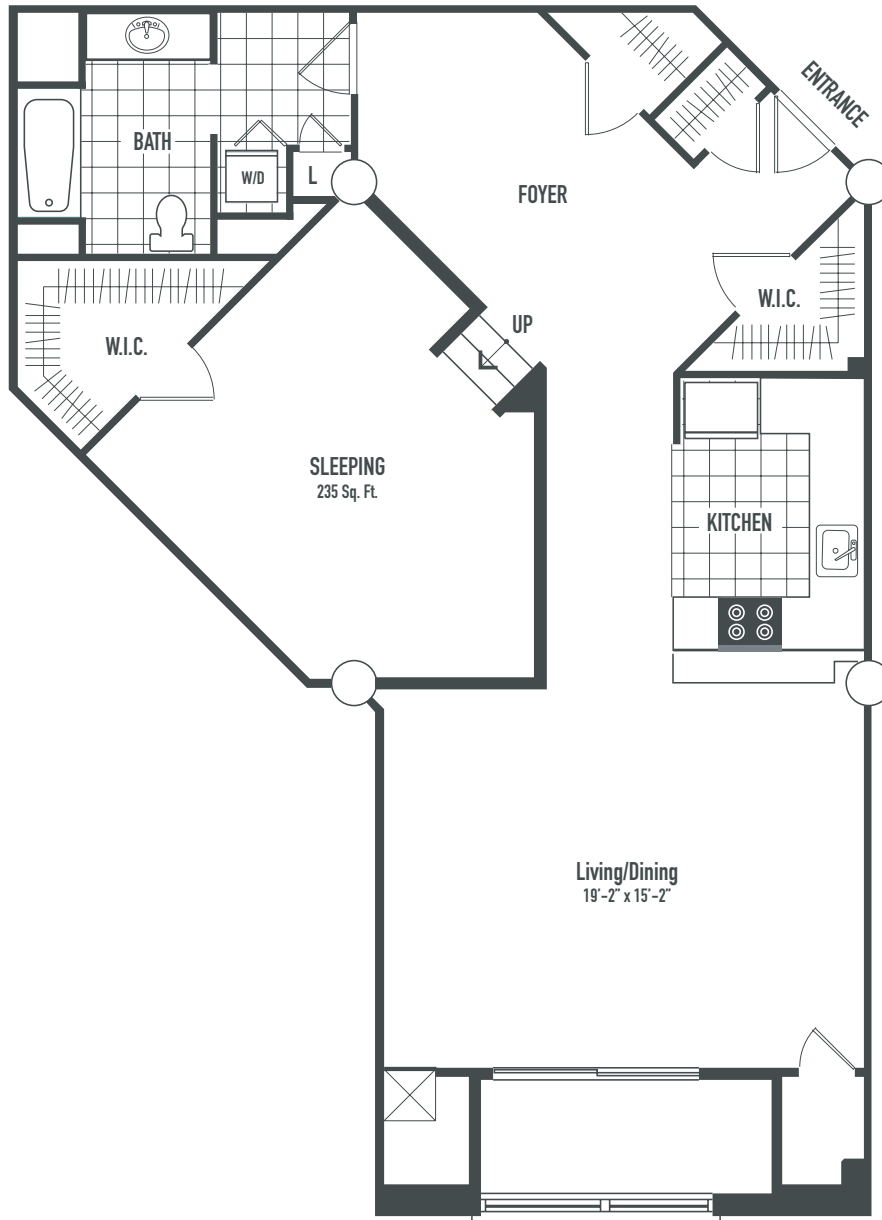 ENTRANCE
BATH
W/D
L
FOYER
W.I.C.
UP
W.I.C.
SLEEPING
235 Sq. Ft.
KITCHEN
Living/Dining
19'-2" x 15'-2"